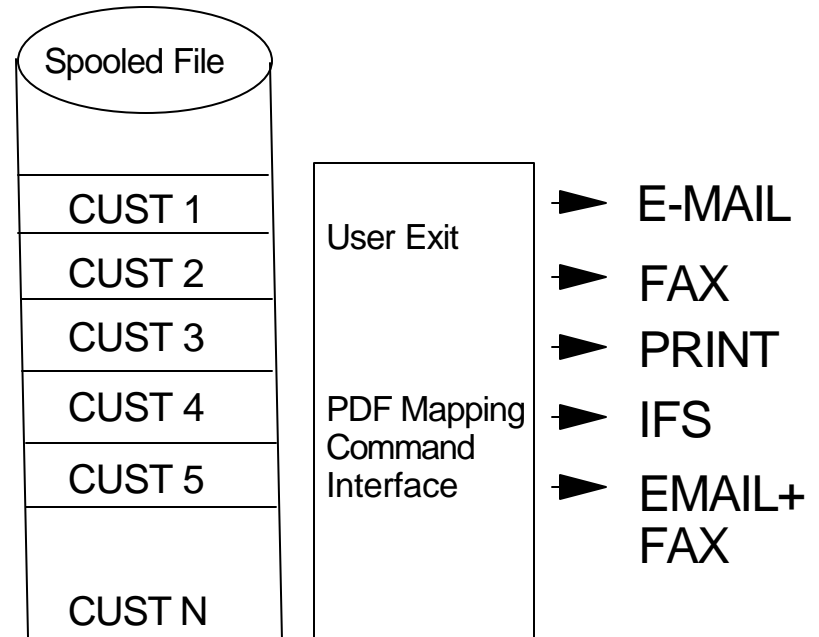 Spooled File
CUST 1
CUST 2
CUST 3
CUST 4
CUST 5
CUST N
User Exit
PDF Mapping
Command
Interface
E-MAIL
FAX
PRINT
IFS
EMAIL+
FAX